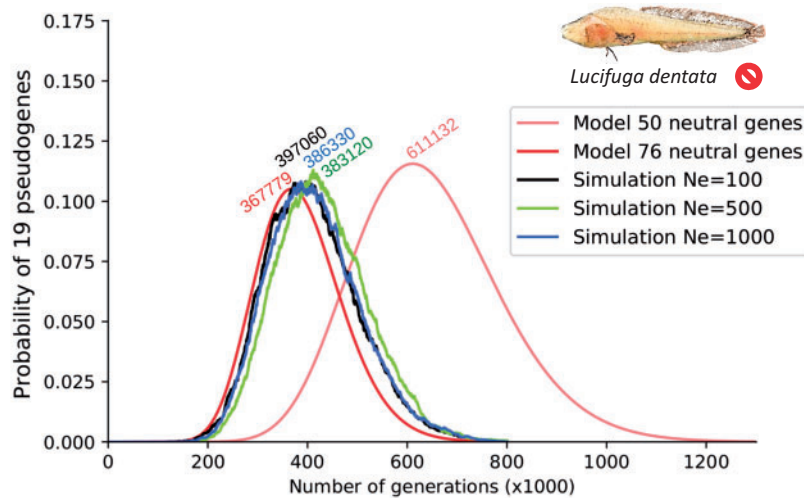 Lucifuga dentata
Probability of 19 pseudogenes
0.175
0.150
0.125
0.100
0.075
0.050
0.025
0.000
367779
397060
386330
383120
611132
Model 50 neutral genes
Model 76 neutral genes
Simulation Ne=100
Simulation Ne=500
Simulation Ne=1000
0 200 400 600 800 1000 1200
Number of generations (x1000)